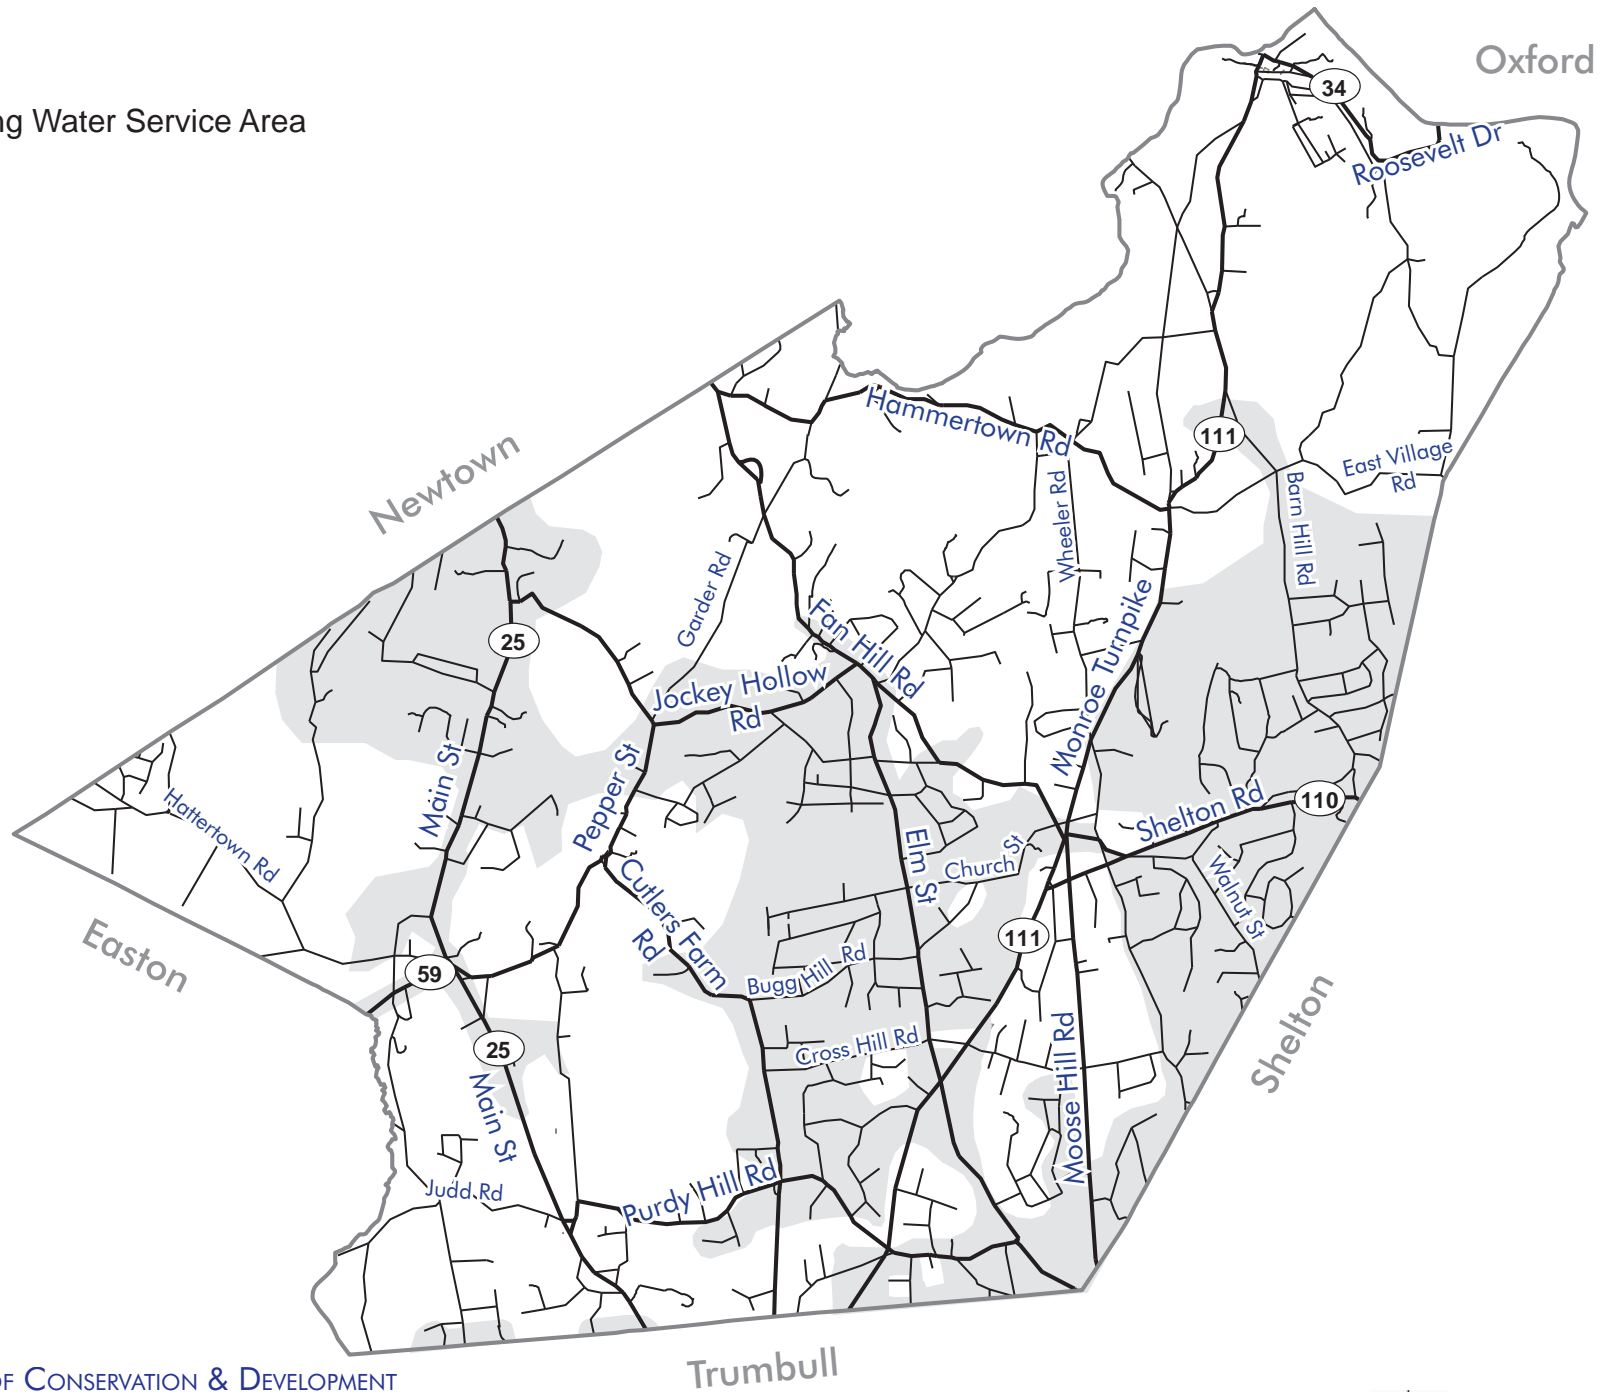 ng Water Service Area
Oxford
34
Roosevelt Dr
Hammertown Rd
111
East Village
Rd
Newtown
Wheeler Rd
Barn Hill Rd
Garder Rd
25
Fan Hill Rd
Monroe Turnpike
Jockey Hollow
Rd
Main St
Pepper St
Hattertown Rd
Shelton Rd
110
Cutlers Farm
Rd
Elm St
Church St
Walnut St
Easton
59
111
Bugg Hill Rd
25
Cross Hill Rd
Shelton
Main St
Moose Hill Rd
Judd Rd
Purdy Hill Rd
Trumbull
OF CONSERVATION & DEVELOPMENT